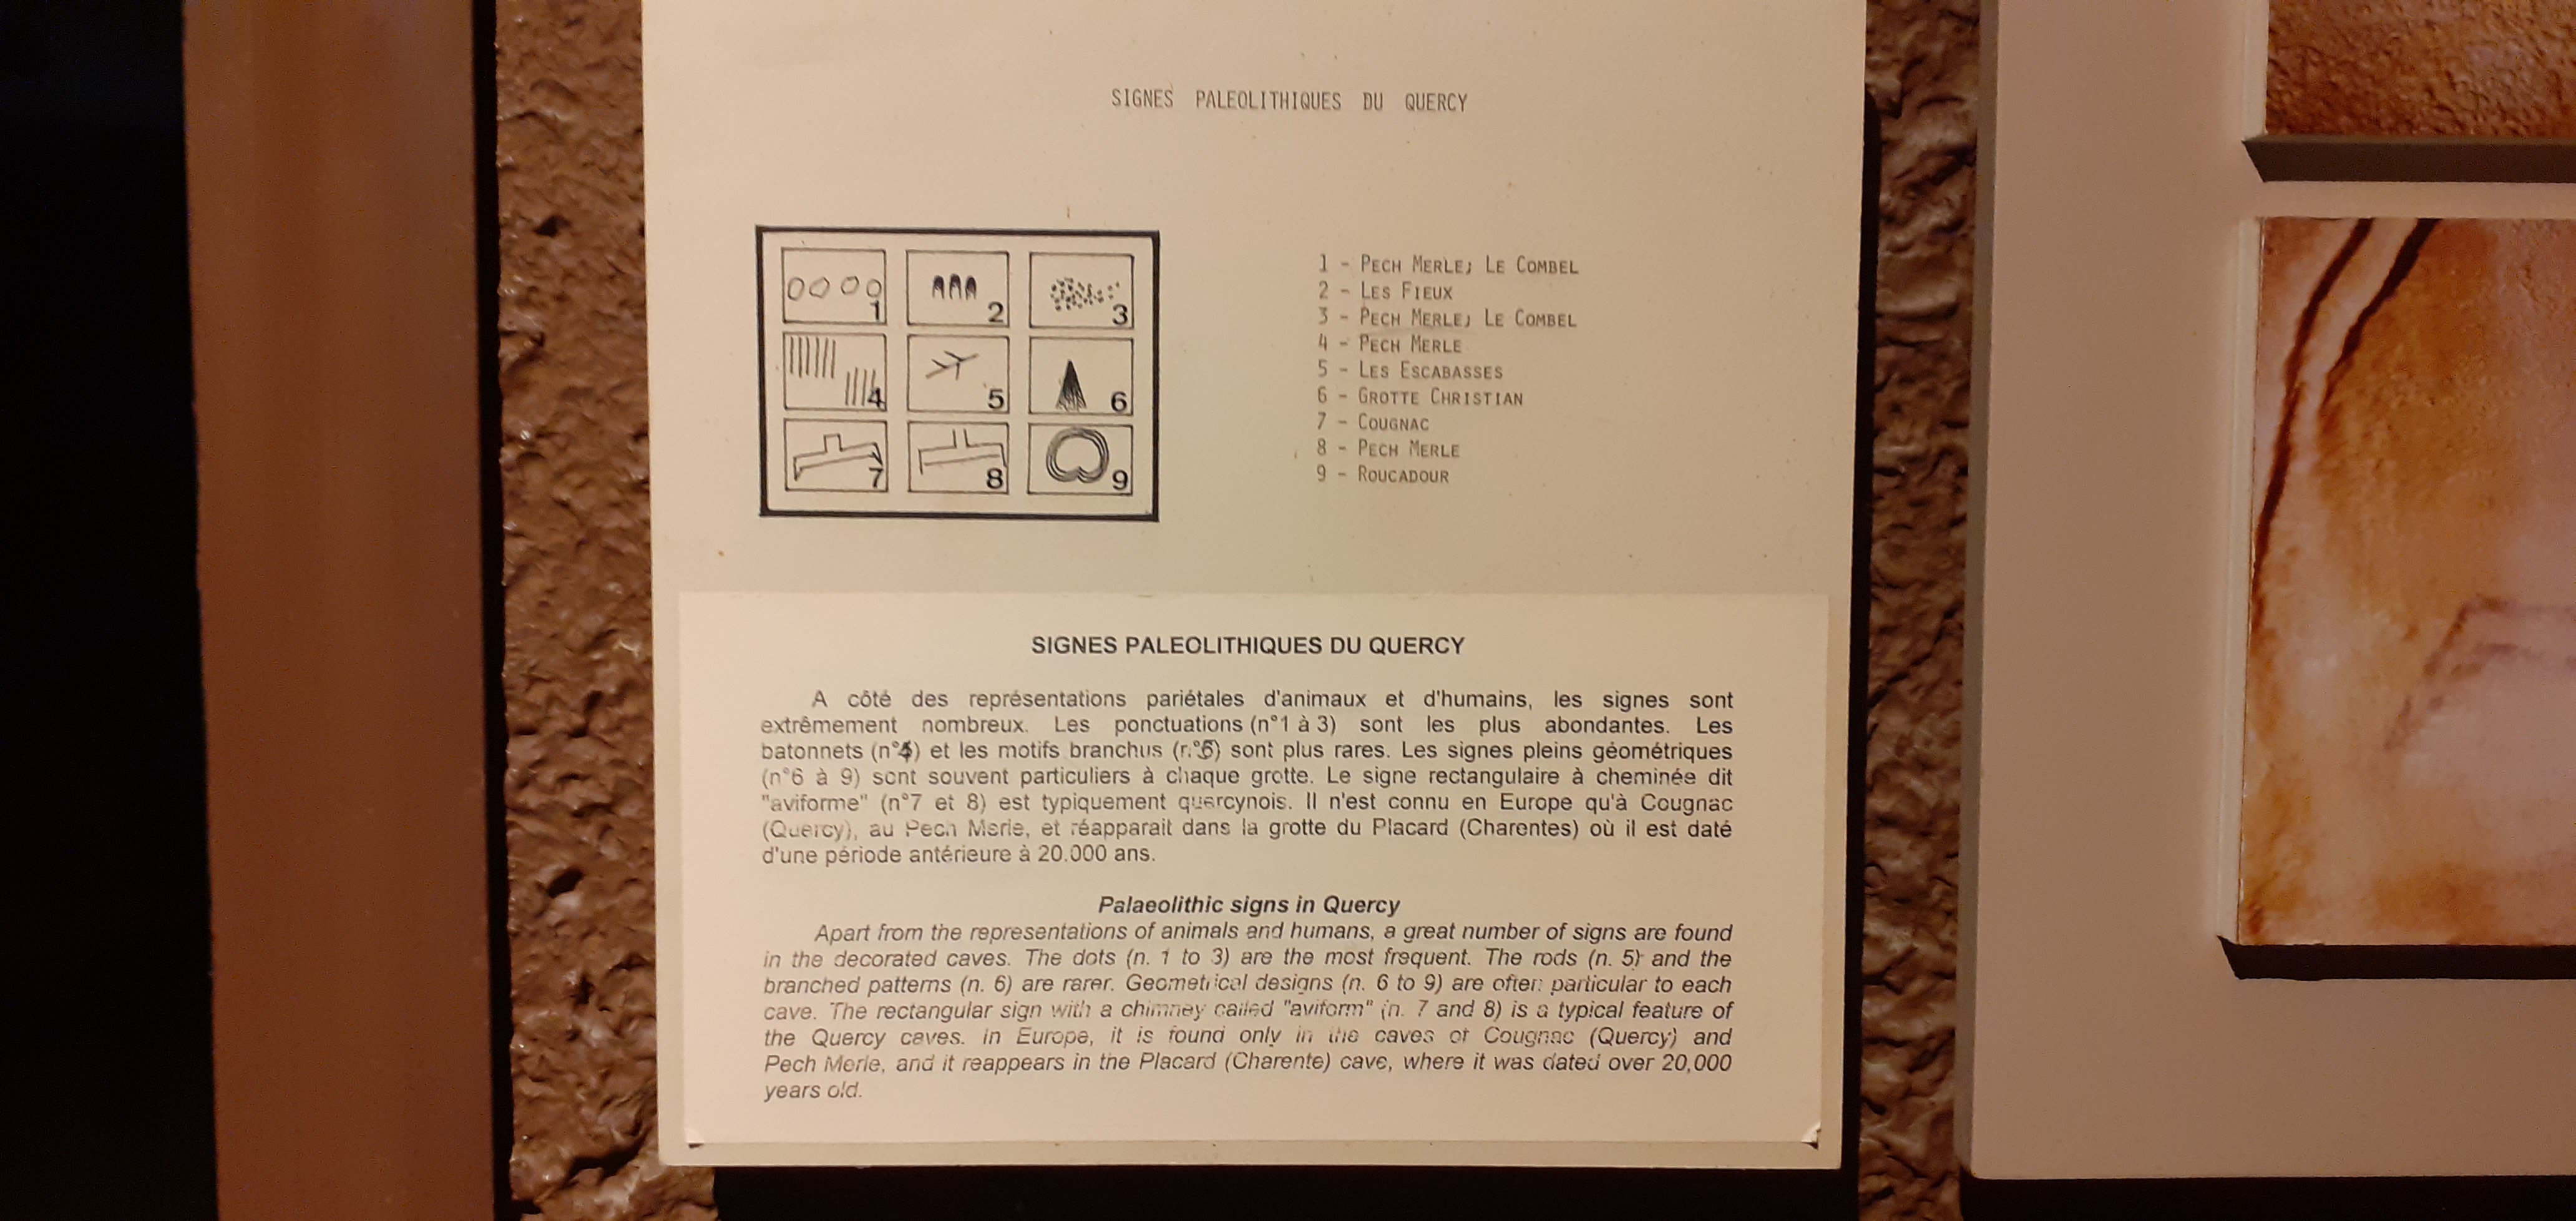 SIGNES PALEOLITHIQUES DU QUERCY
1
2
3
4
5
6
7
8
9
1 - PECH MERLE; LE COMBEL
2 - LES FIEUX
3 - PECH MERLE; LE COMBEL
4 - PECH MERLE
5 - LES ESCABASSES
6 - GROTTE CHRISTIAN
7 - COUGNAC
8 - PECH MERLE
9 - ROUCADOUR
SIGNES PALEOLITHIQUES DU QUERCY
A côté des représentations pariétales d'animaux et d'humains, les signes sont
extrêmement nombreux. Les ponctuations (n°1 à 3) sont les plus abondantes. Les
batonnets (n°4) et les motifs branchus (n°5) sont plus rares. Les signes pleins géométriques
(n°6 à 9) sont souvent particuliers à chaque grotte. Le signe rectangulaire à cheminée dit
"aviforme" (n°7 et 8) est typiquement quercynois. Il n'est connu en Europe qu'à Cougnac
(Quercy), au Pech Merle, et réapparait dans la grotte du Placard (Charentes) où il est daté
d'une période antérieure à 20.000 ans.
Palaeolithic signs in Quercy
Apart from the representations of animals and humans, a great number of signs are found
in the decorated caves. The dots (n. 1 to 3) are the most frequent. The rods (n. 5) and the
branched patterns (n. 6) are rarer. Geometrical designs (n. 6 to 9) are often particular to each
cave. The rectangular sign with a chimney called "aviform" (n. 7 and 8) is a typical feature of
the Quercy caves. In Europe, it is found only in the caves of Cougnac (Quercy) and
Pech Merle, and it reappears in the Placard (Charente) cave, where it was dated over 20,000
years old.